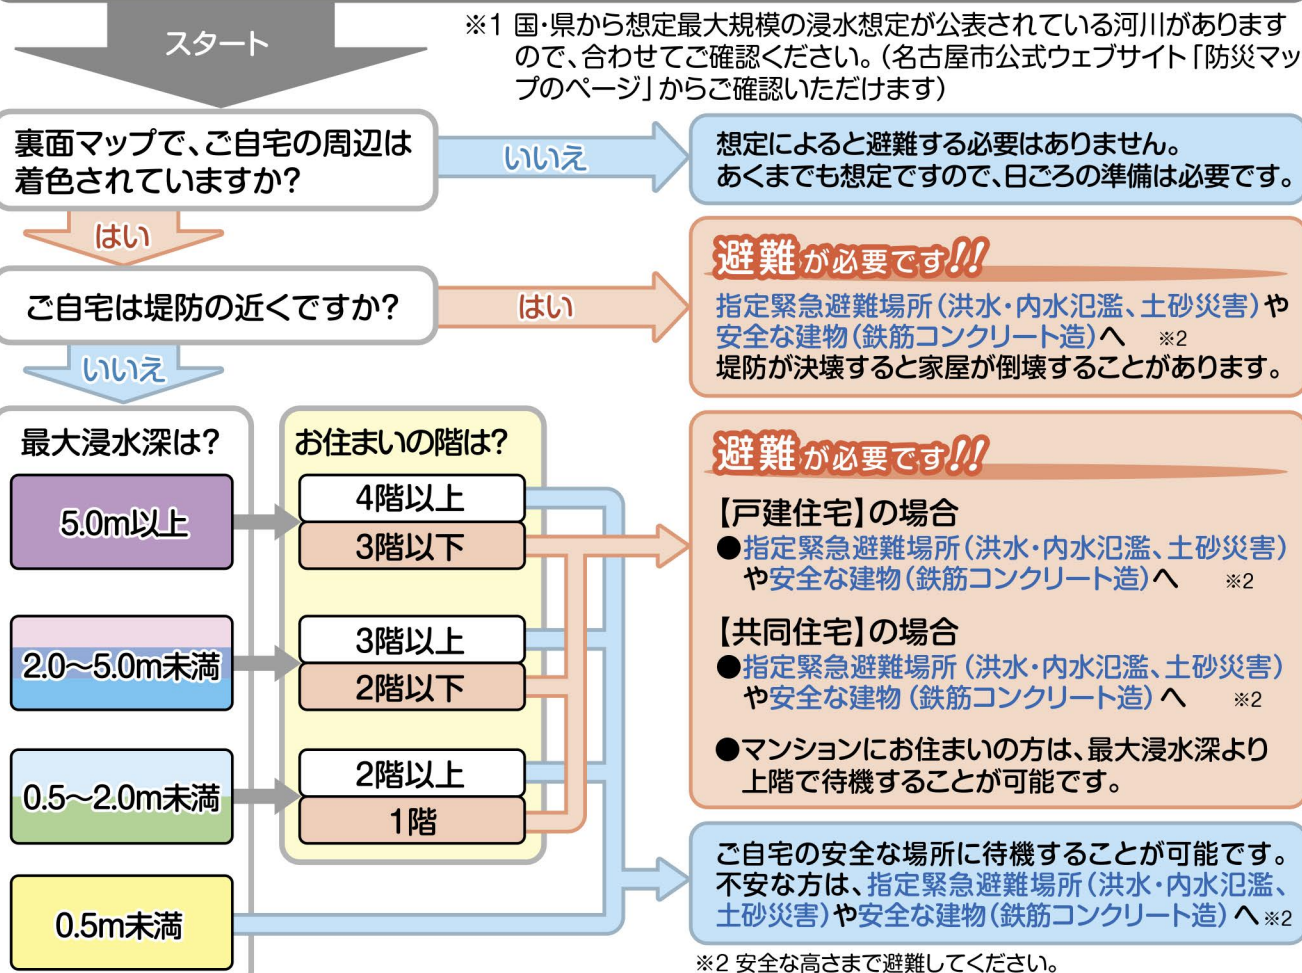 スタート
※1 国・県から想定最大規模の浸水想定が公表されている河川があります
ので、合わせてご確認ください。(名古屋市公式ウェブサイト「防災マッ
プのページ」からご確認いただけます)
裏面マップで、ご自宅の周辺は
着色されていますか?
いいえ
想定によると避難する必要はありません。
あくまでも想定ですので、日ごろの準備は必要です。
はい
ご自宅は堤防の近くですか?
はい
避難が必要です!!
指定緊急避難場所(洪水・内水氾濫、土砂災害)や
安全な建物(鉄筋コンクリート造)へ ※2
堤防が決壊すると家屋が倒壊することがあります。
いいえ
最大浸水深は?
お住まいの階は?
5.0m以上
4階以上
3階以下
2.0〜5.0m未満
3階以上
2階以下
0.5〜2.0m未満
2階以上
1階
0.5m未満
避難が必要です!!
【戸建住宅】の場合
●指定緊急避難場所(洪水・内水氾濫、土砂災害)
や安全な建物(鉄筋コンクリート造)へ ※2
【共同住宅】の場合
●指定緊急避難場所(洪水・内水氾濫、土砂災害)
や安全な建物(鉄筋コンクリート造)へ ※2
●マンションにお住まいの方は、最大浸水深より
上階で待機することが可能です。
ご自宅の安全な場所に待機することが可能です。
不安な方は、指定緊急避難場所(洪水・内水氾濫、
土砂災害)や安全な建物(鉄筋コンクリート造)へ※2
※2 安全な高さまで避難してください。